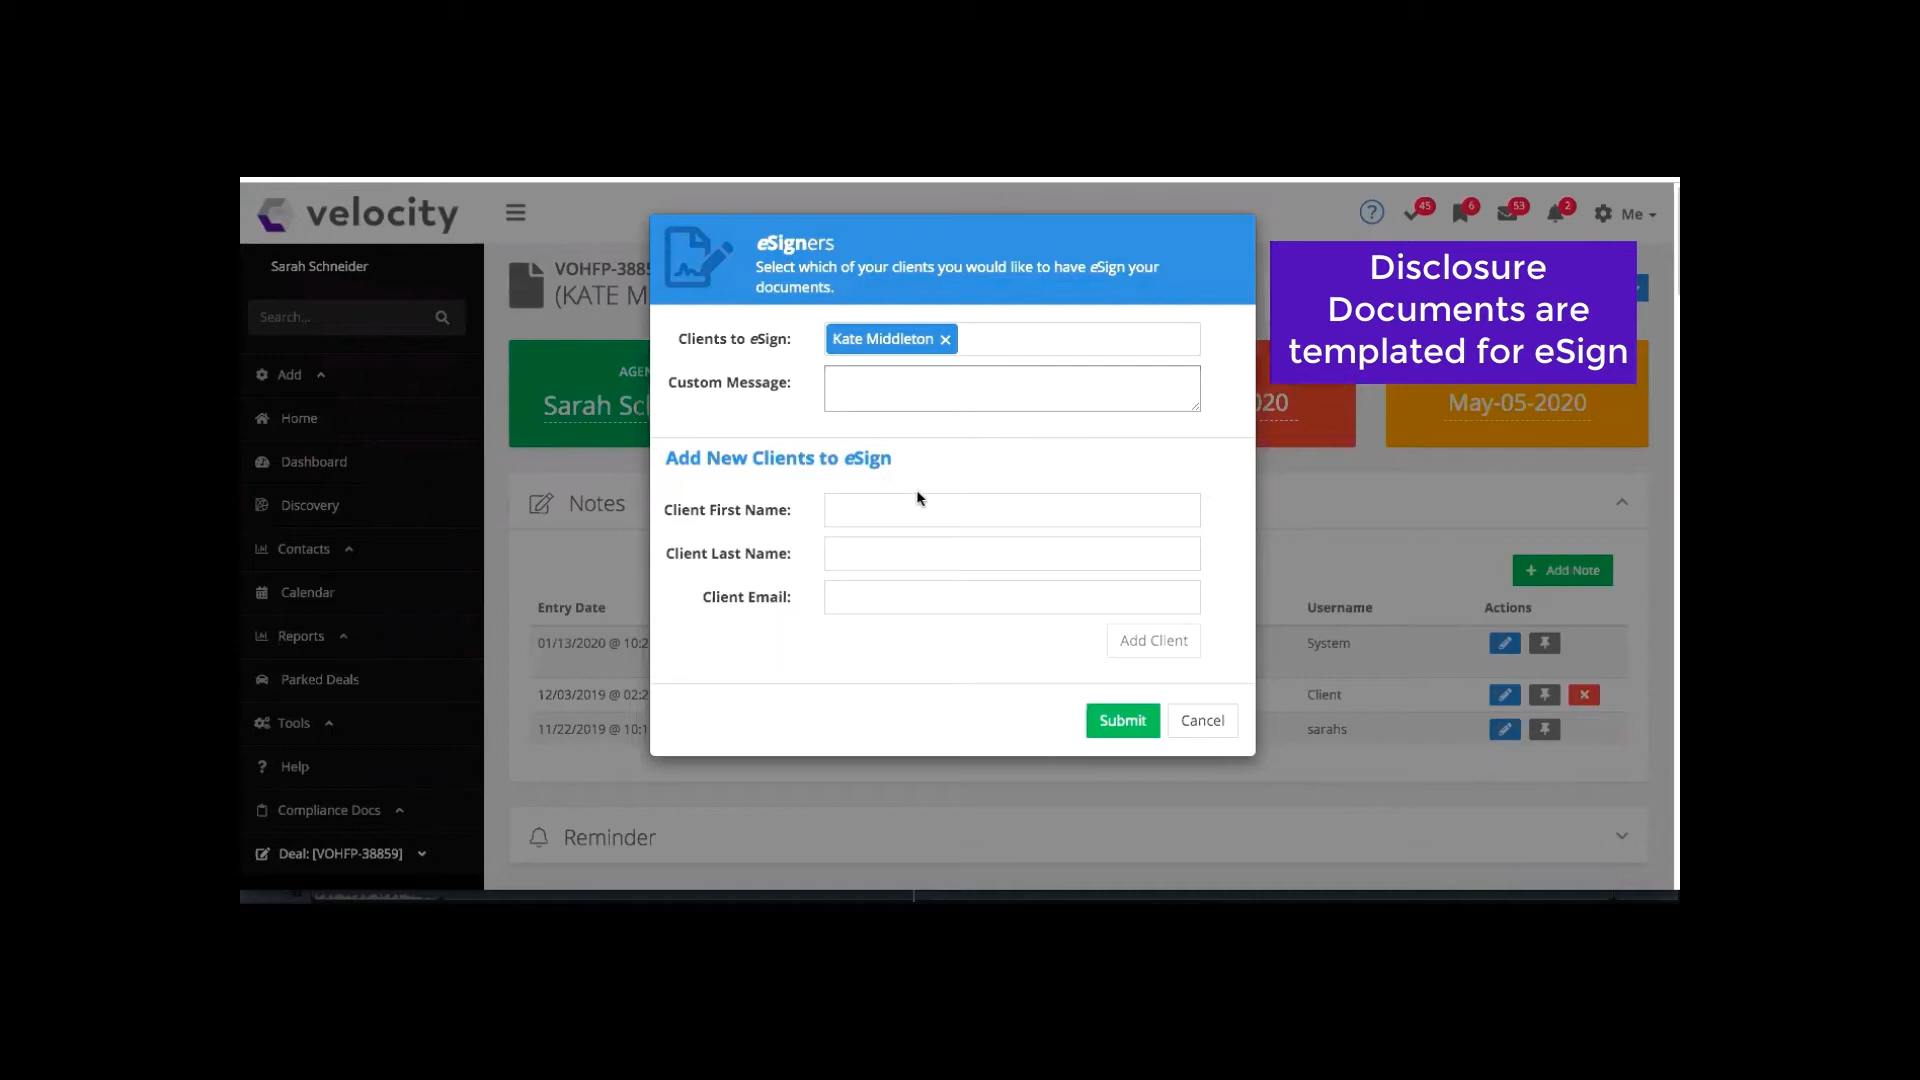 velocity
45
6
53
2
Me
Sarah Schneider
Search...
Add
Home
Dashboard
Discovery
Contacts
Calendar
Reports
Parked Deals
Tools
Help
Compliance Docs
Deal: [VOHFP-38859]
VOHFP-3885
(KATE M
AGEN
Sarah Sc
020
May-05-2020
Disclosure
Documents are
templated for eSign
eSigners
Select which of your clients you would like to have eSign your
documents.
Clients to eSign:
Kate Middleton ×
Custom Message:
Add New Clients to eSign
Client First Name:
Client Last Name:
Client Email:
Add Client
Submit
Cancel
Notes
+ Add Note
Entry Date
Username
Actions
01/13/2020 @ 10:2
System
12/03/2019 @ 02:2
Client
11/22/2019 @ 10:1
sarahs
Reminder